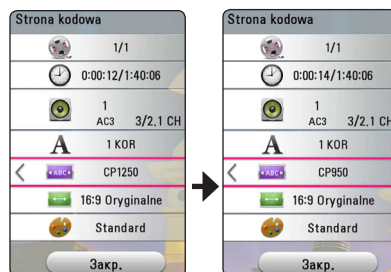 Strona kodowa
1/1
0:00:12/1:40:06
1
AC3 3/2.1 CH
A 1 KOR
ABC CP1250
16:9 Oryginalne
Standard
Закр.
Strona kodowa
1/1
0:00:14/1:40:06
1
AC3 3/2.1 CH
A 1 KOR
ABC CP950
16:9 Oryginalne
Standard
Закр.